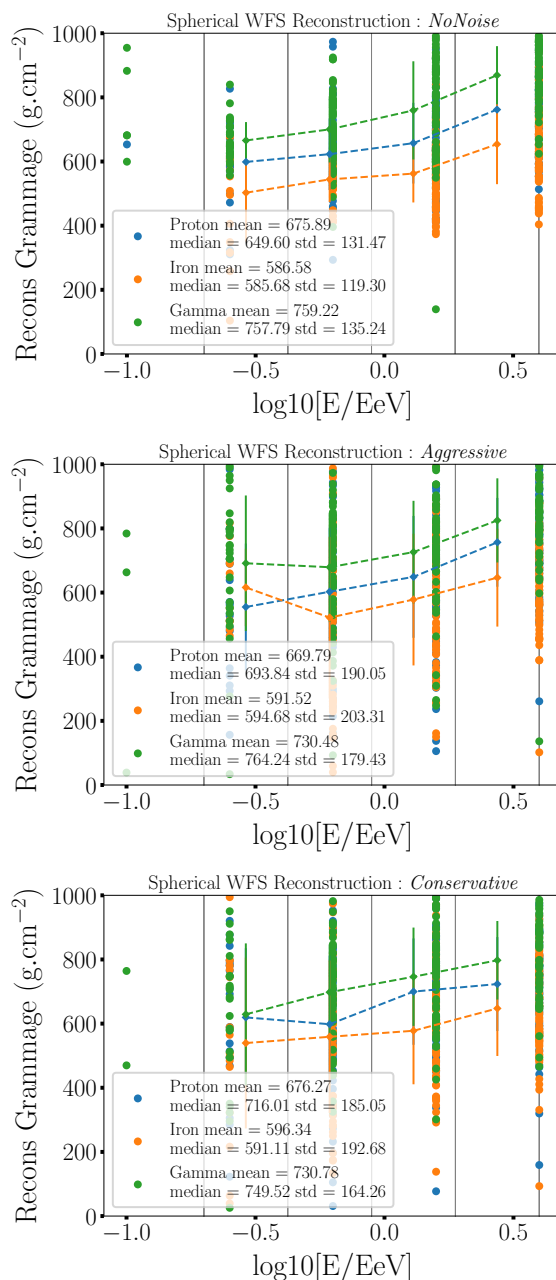 Spherical WFS Reconstruction : NoNoise
Recons Grammage (g.cm−2)
1000
800
600
400
200
0
Proton mean = 675.89
median = 649.60 std = 131.47
Iron mean = 586.58
median = 585.68 std = 119.30
Gamma mean = 759.22
median = 757.79 std = 135.24
−1.0 −0.5 0.0 0.5
log10[E/EeV]
Spherical WFS Reconstruction : Aggressive
Recons Grammage (g.cm−2)
1000
800
600
400
200
0
Proton mean = 669.79
median = 693.84 std = 190.05
Iron mean = 591.52
median = 594.68 std = 203.31
Gamma mean = 730.48
median = 764.24 std = 179.43
−1.0 −0.5 0.0 0.5
log10[E/EeV]
Spherical WFS Reconstruction : Conservative
Recons Grammage (g.cm−2)
1000
800
600
400
200
0
Proton mean = 676.27
median = 716.01 std = 185.05
Iron mean = 596.34
median = 591.11 std = 192.68
Gamma mean = 730.78
median = 749.52 std = 164.26
−1.0 −0.5 0.0 0.5
log10[E/EeV]